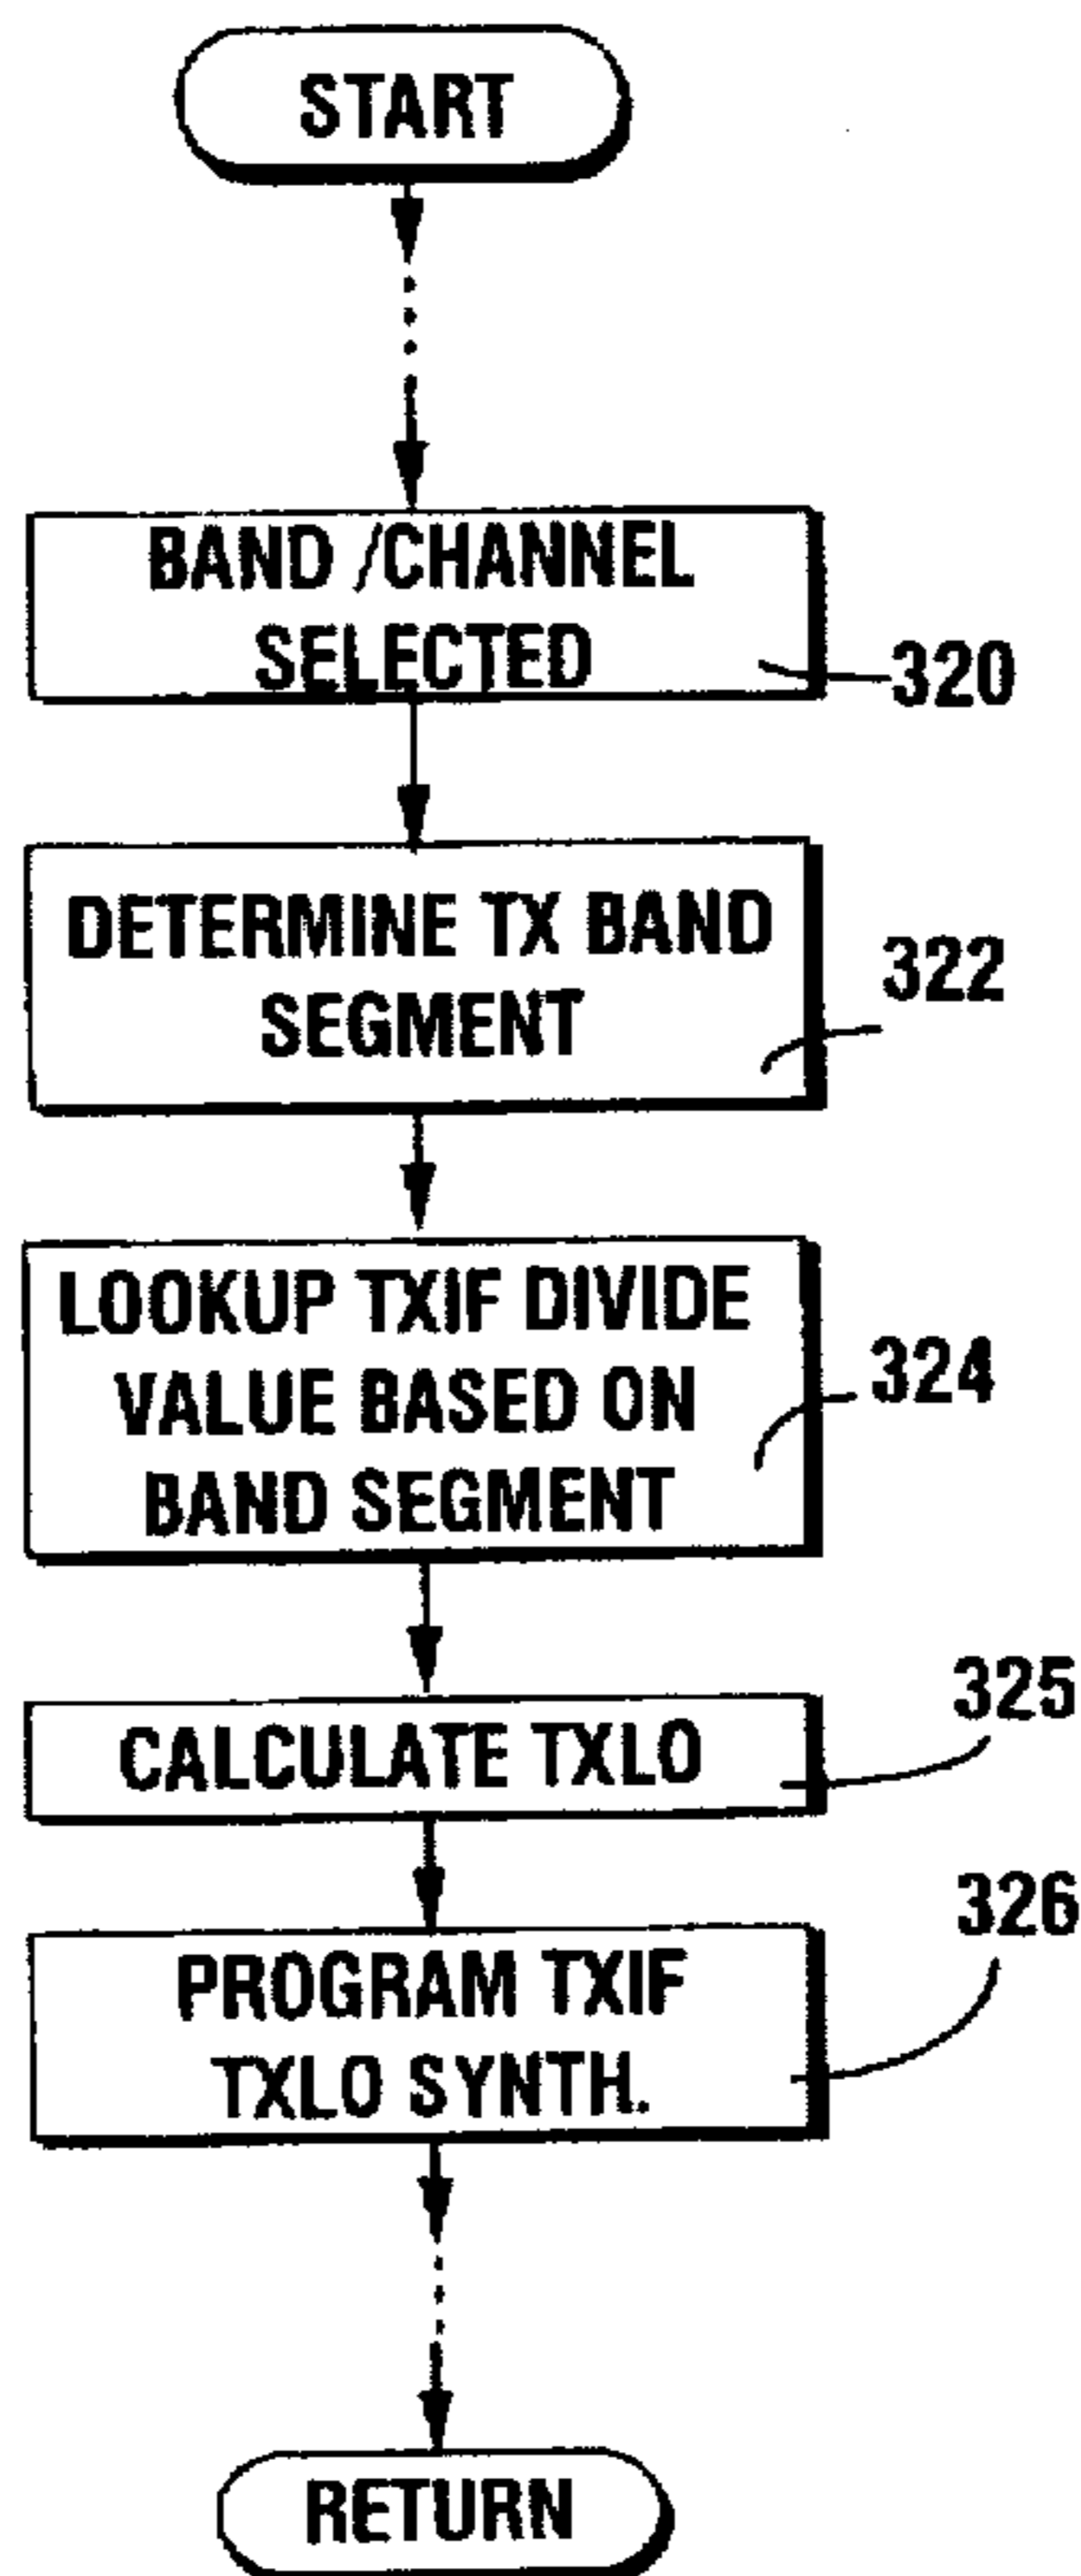 START
BAND /CHANNEL
SELECTED
320
DETERMINE TX BAND
SEGMENT
322
LOOKUP TXIF DIVIDE
VALUE BASED ON
BAND SEGMENT
324
CALCULATE TXLO
325
PROGRAM TXIF
TXLO SYNTH.
326
RETURN